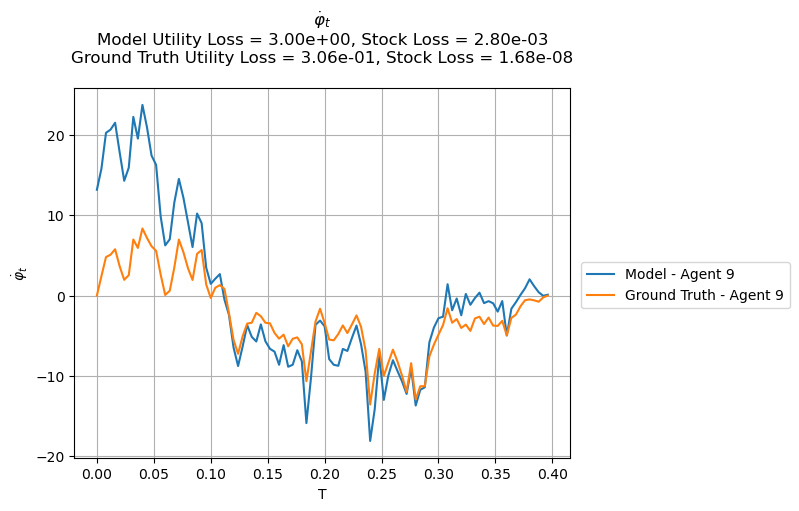 φ̇ₜ
Model Utility Loss = 3.00e+00, Stock Loss = 2.80e-03
Ground Truth Utility Loss = 3.06e-01, Stock Loss = 1.68e-08
20
10
0
−10
−20
φ̇ₜ
0.00 0.05 0.10 0.15 0.20 0.25 0.30 0.35 0.40
T
Model - Agent 9
Ground Truth - Agent 9